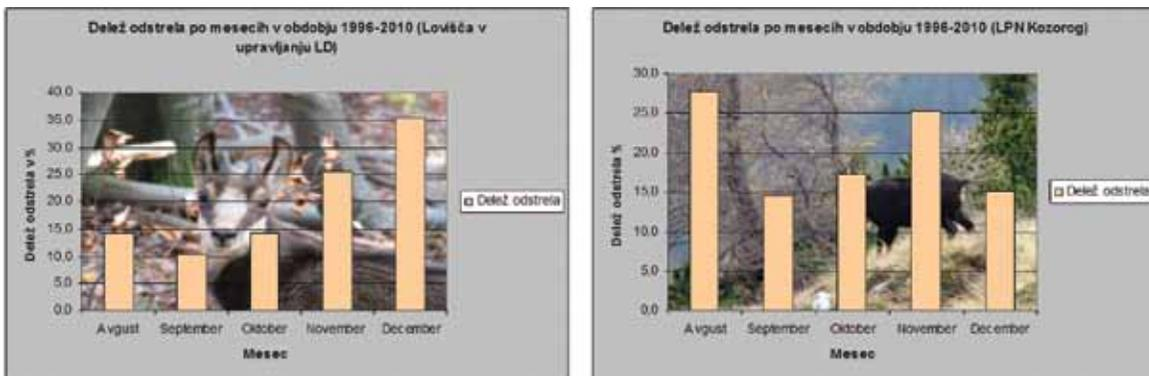 Delež odstrela po mesecih v obdobju 1996-2010 (Lovišča v
upravljanju LD)
Delež odstrela v %
40,0
35,0
30,0
25,0
20,0
15,0
10,0
5,0
0,0
Avgust September Oktober November December
Mesec
Delež odstrela
Delež odstrela po mesecih v obdobju 1996-2010 (LPN Kozorog)
Delež odstrela %
30,0
25,0
20,0
15,0
10,0
5,0
0,0
Avgust September Oktober November December
Mesec
Delež odstrela